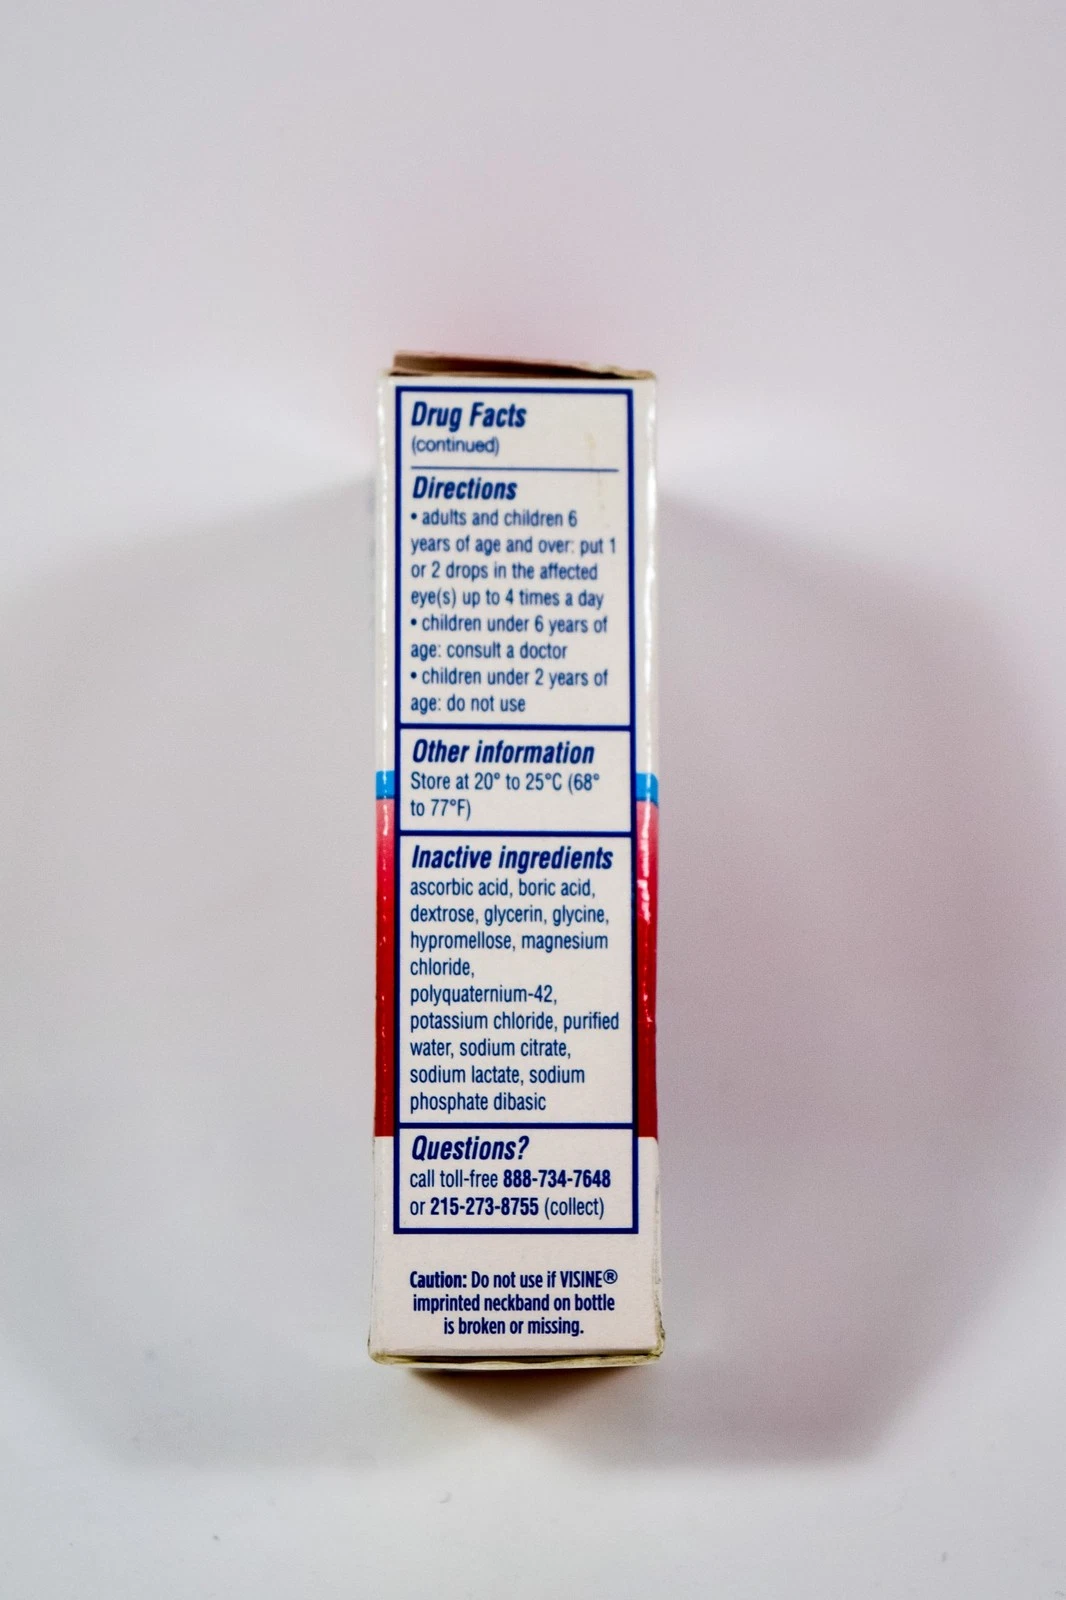 Drug Facts
(continued)
Directions
• adults and children 6
years of age and over: put 1
or 2 drops in the affected
eye(s) up to 4 times a day
• children under 6 years of
age: consult a doctor
• children under 2 years of
age: do not use
Other information
Store at 20° to 25°C (68°
to 77°F)
Inactive ingredients
ascorbic acid, boric acid,
dextrose, glycerin, glycine,
hypromellose, magnesium
chloride,
polyquaternium-42,
potassium chloride, purified
water, sodium citrate,
sodium lactate, sodium
phosphate dibasic
Questions?
call toll-free 888-734-7648
or 215-273-8755 (collect)
Caution: Do not use if VISINE®
imprinted neckband on bottle
is broken or missing.